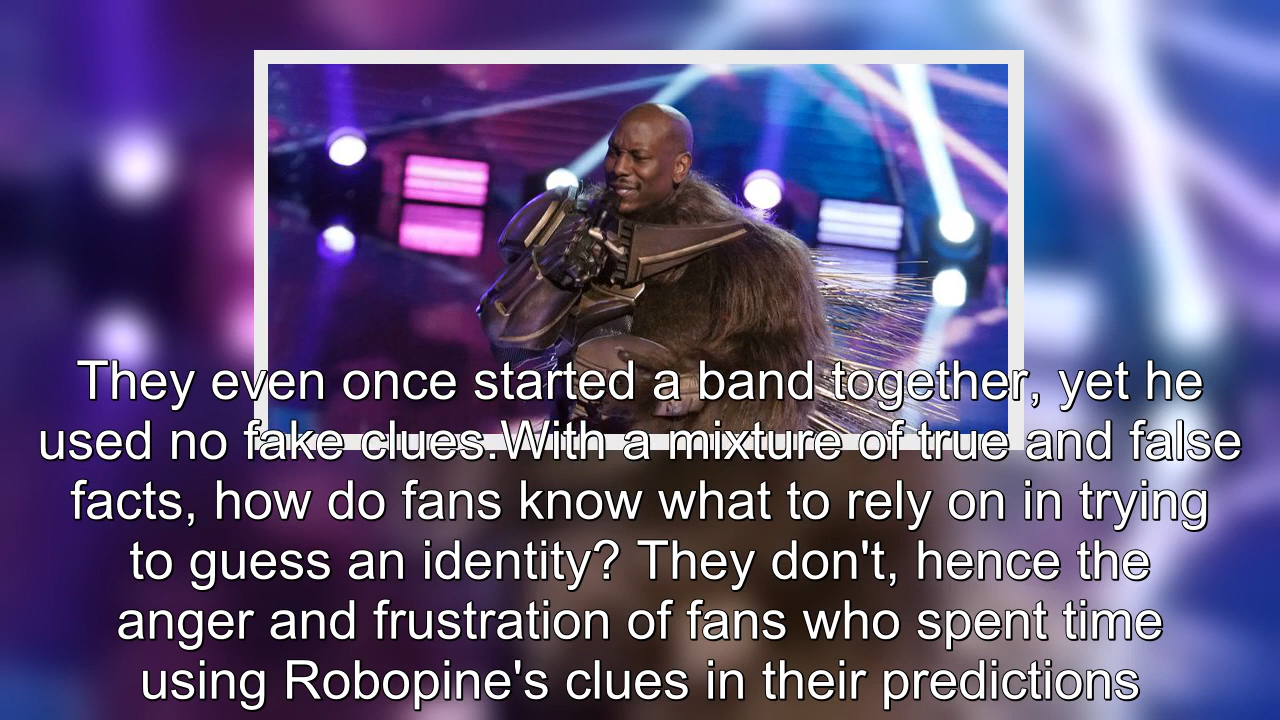 They even once started a band together, yet he
used no fake clues.With a mixture of true and false
facts, how do fans know what to rely on in trying
to guess an identity? They don't, hence the
anger and frustration of fans who spent time
using Robopine's clues in their predictions